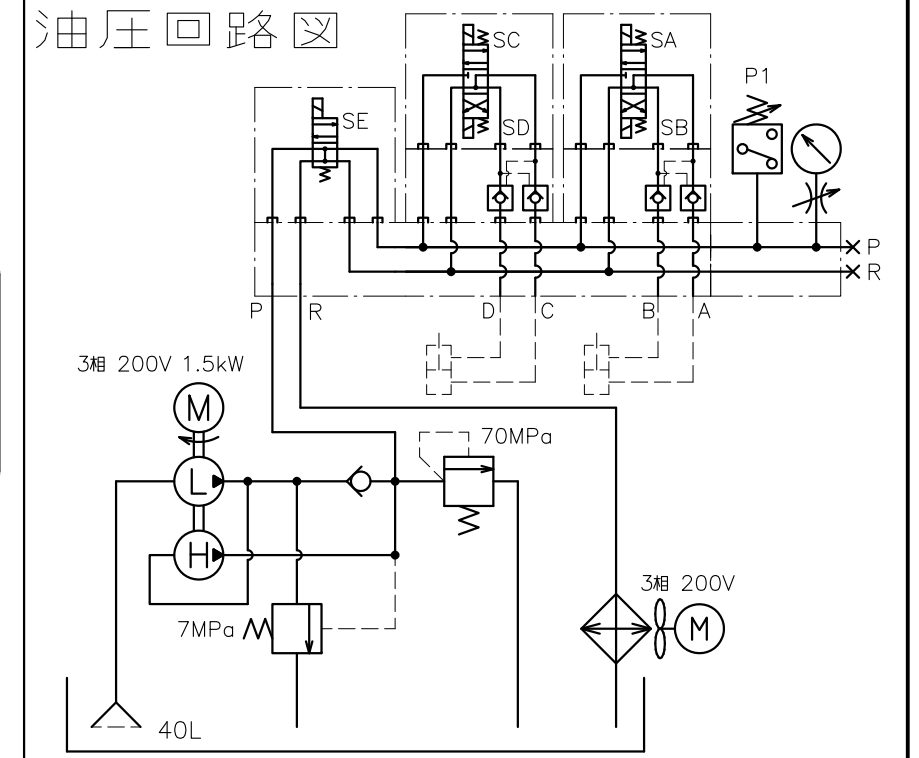 油圧回路図
SC
SA
P1
SE
SD
SB
P
R
P
R
D
C
B
A
3相 200V 1.5kW
M
70MPa
L
H
3相 200V
7MPa
M
40L